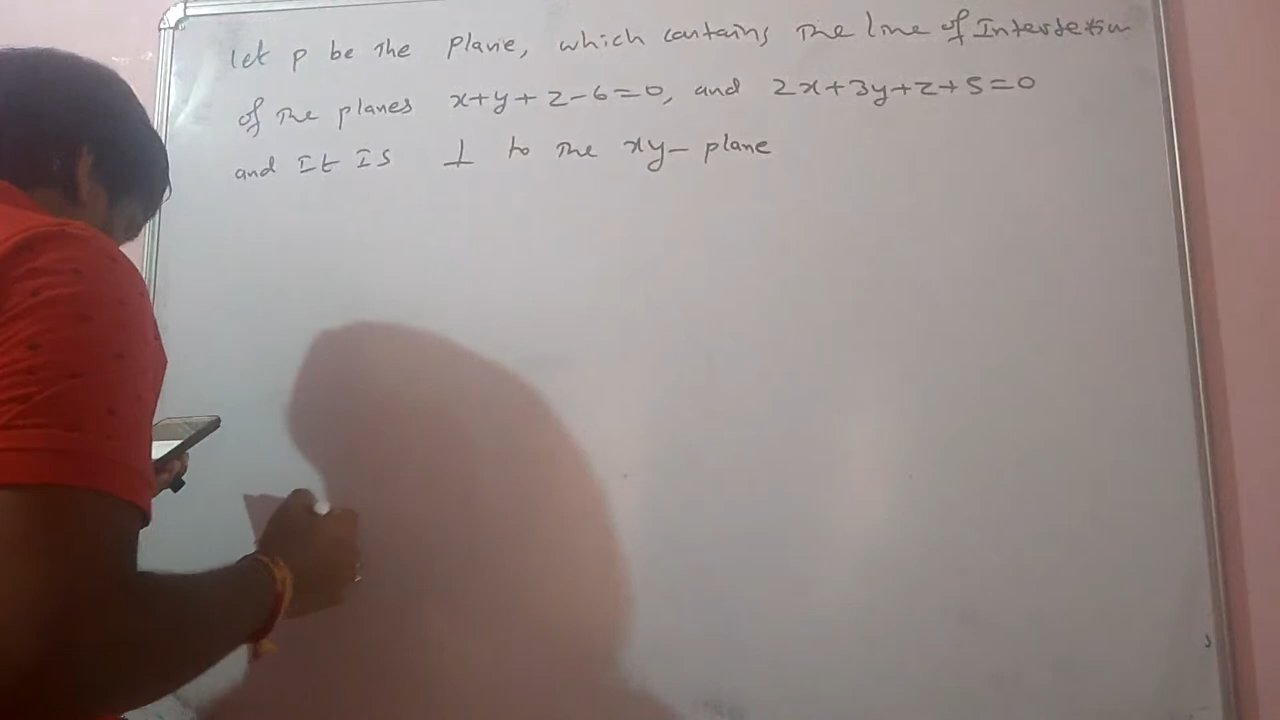 Let p be the plane, which contains the line of Intersection
of the planes x+y+z-6=0, and 2x+3y+z+5=0
and It Is ⊥ to the xy- plane